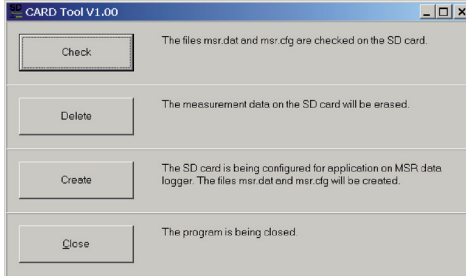 SD CARD Tool V1.00
Check
The files msr.dat and msr.cfg are checked on the SD card.
Delete
The measurement data on the SD card will be erased.
Create
The SD card is being configured for application on MSR data
logger. The files msr.dat and msr.cfg will be created.
Close
The program is being closed.